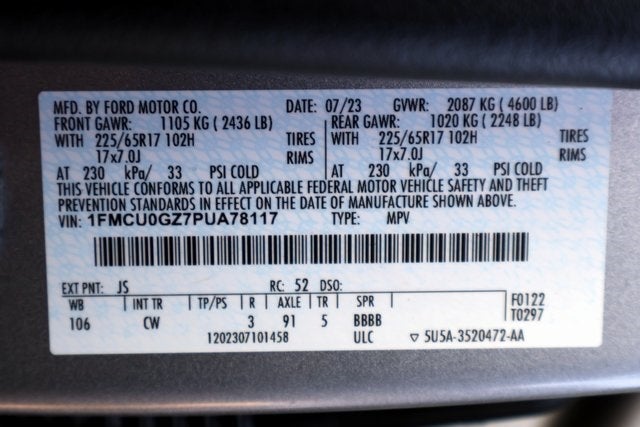 MFD. BY FORD MOTOR CO. DATE: 07/23 GVWR: 2087 KG ( 4600 LB)
FRONT GAWR: 1105 KG ( 2436 LB) REAR GAWR: 1020 KG ( 2248 LB)
WITH 225/65R17 102H TIRES WITH 225/65R17 102H TIRES
17x7.0J RIMS 17x7.0J RIMS
AT 230 kPa/ 33 PSI COLD AT 230 kPa/ 33 PSI COLD
THIS VEHICLE CONFORMS TO ALL APPLICABLE FEDERAL MOTOR VEHICLE SAFETY AND THEFT
PREVENTION STANDARDS IN EFFECT ON THE DATE OF MANUFACTURE SHOWN ABOVE.
VIN: 1FMCU0GZ7PUA78117 TYPE: MPV
EXT PNT: JS RC: 52 DSO:
WB INT TR TP/PS R AXLE TR SPR F0122
106 CW 3 91 5 BBBB T0297
1202307101458 ULC ▽ 5U5A-3520472-AA